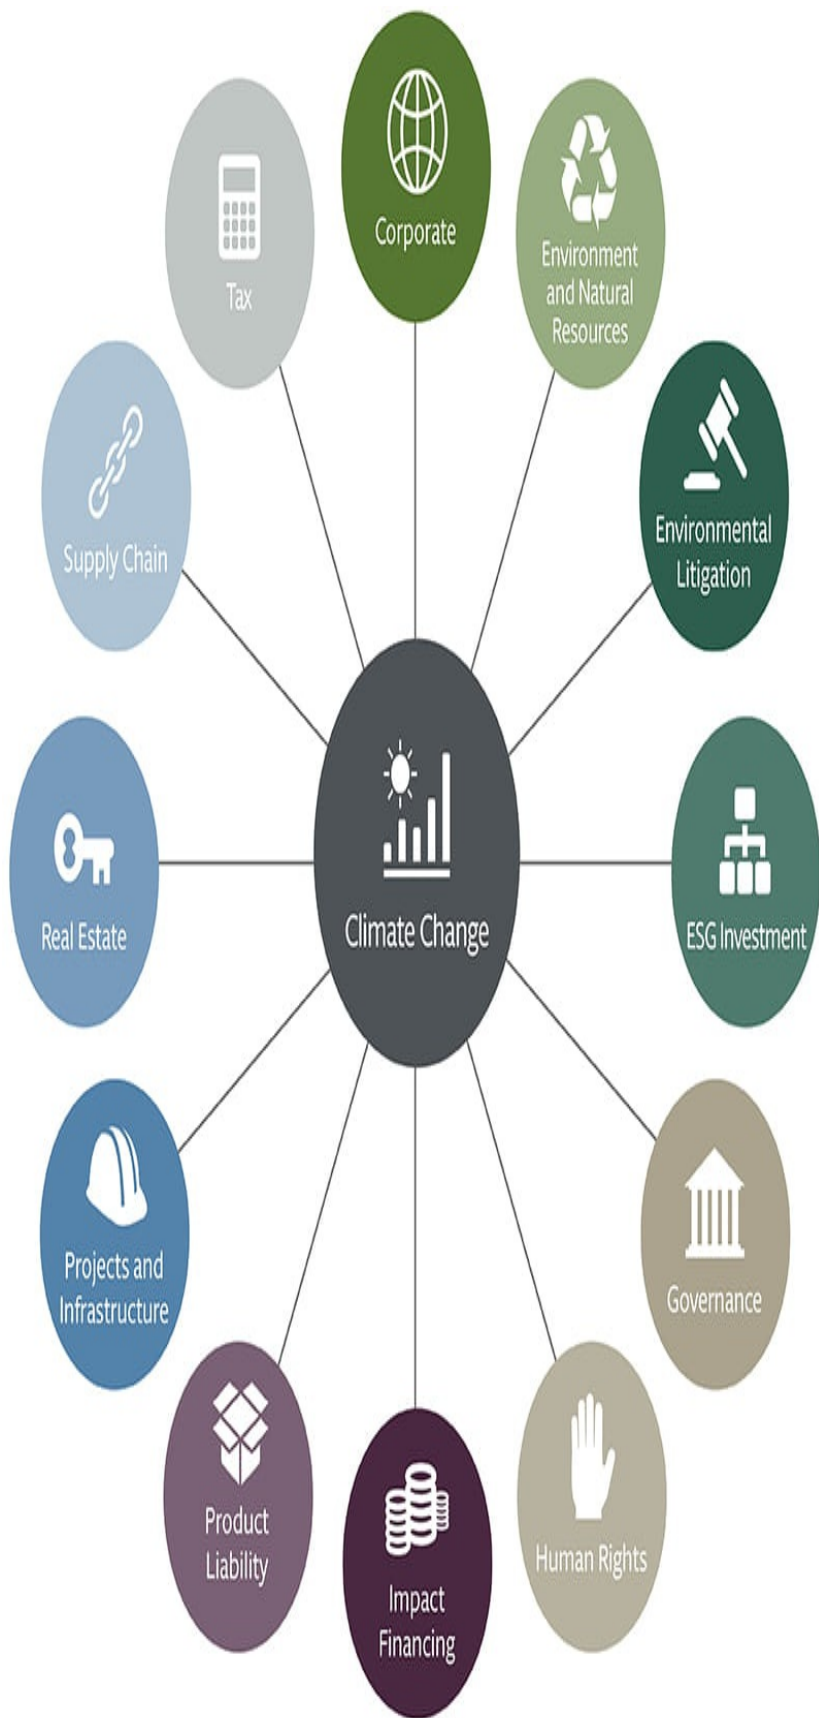 Corporate
Environment
and Natural
Resources
Environmental
Litigation
ESG Investment
Governance
Human Rights
Impact
Financing
Product
Liability
Projects and
Infrastructure
Real Estate
Supply Chain
Tax
Climate Change